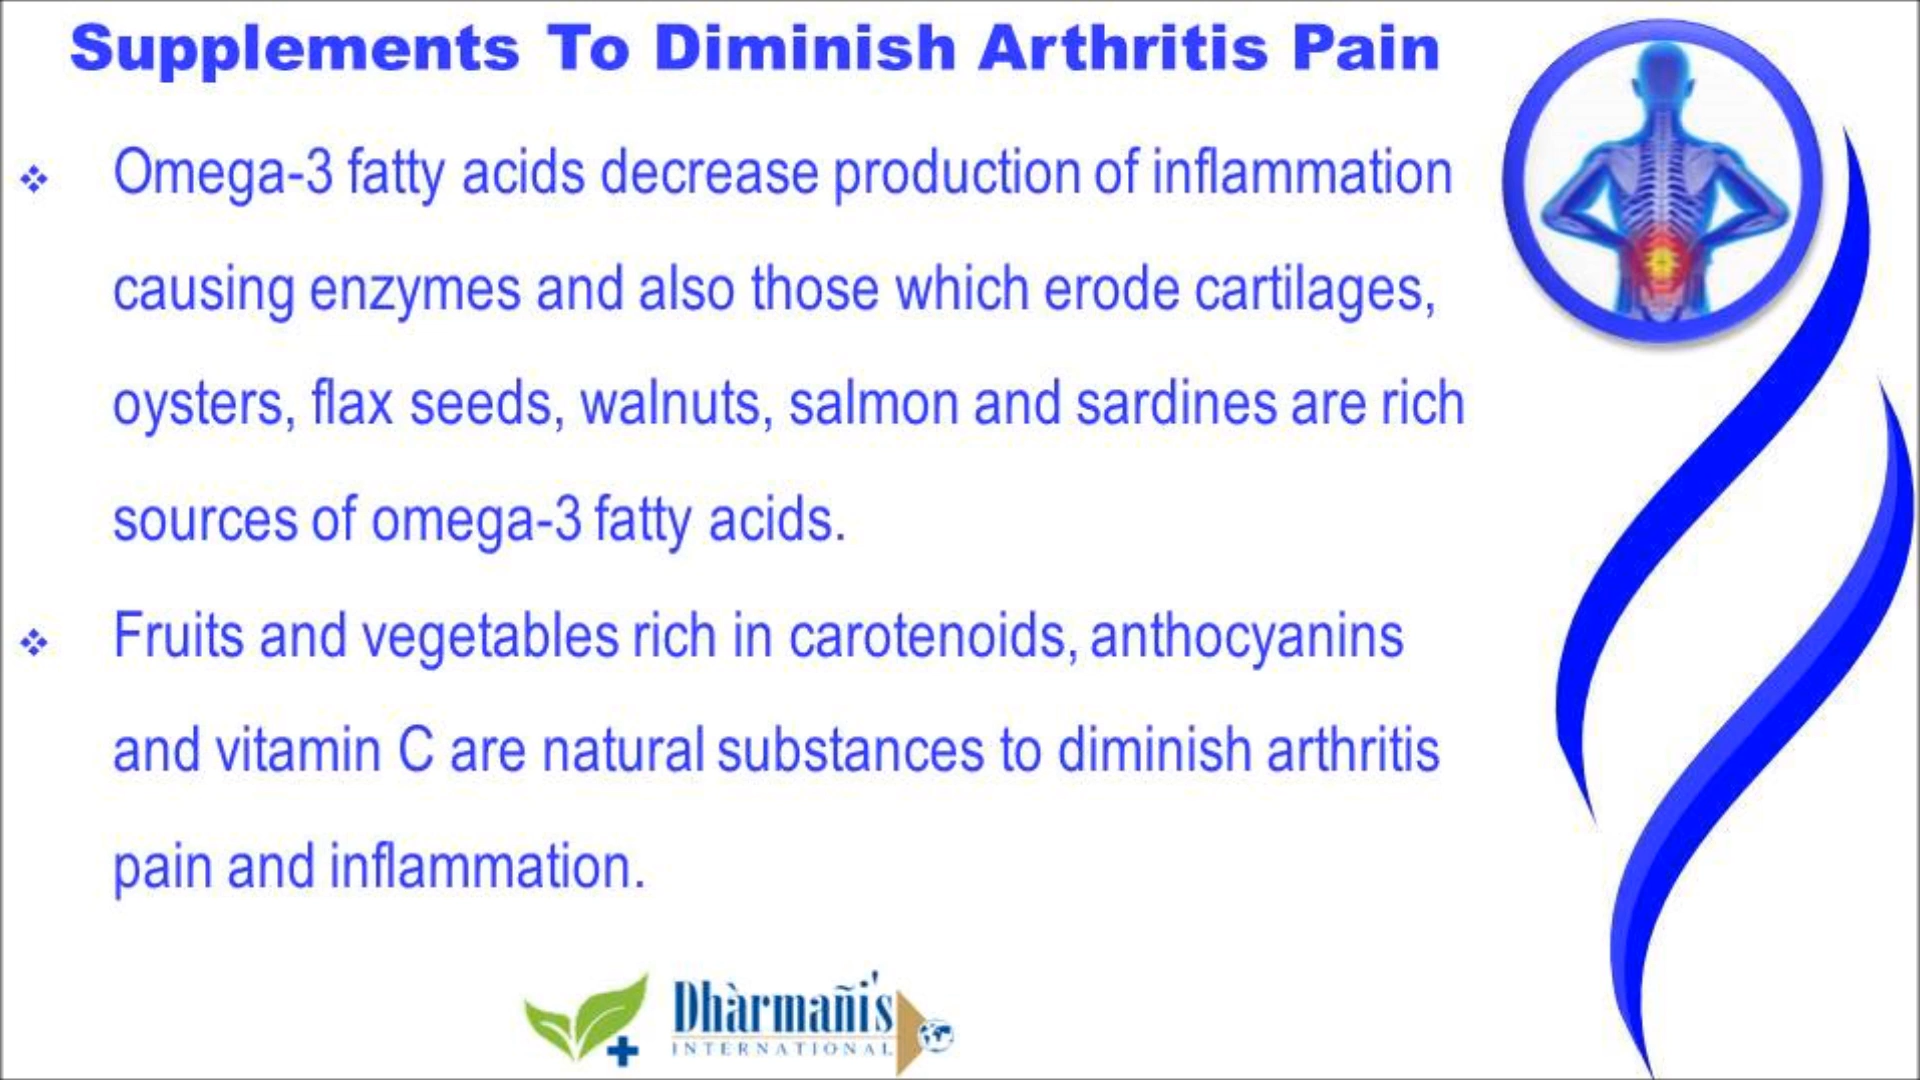 Supplements To Diminish Arthritis Pain
Omega-3 fatty acids decrease production of inflammation
causing enzymes and also those which erode cartilages,
oysters, flax seeds, walnuts, salmon and sardines are rich
sources of omega-3 fatty acids.
Fruits and vegetables rich in carotenoids, anthocyanins
and vitamin C are natural substances to diminish arthritis
pain and inflammation.
Dhàrmañi's
INTERNATIONAL